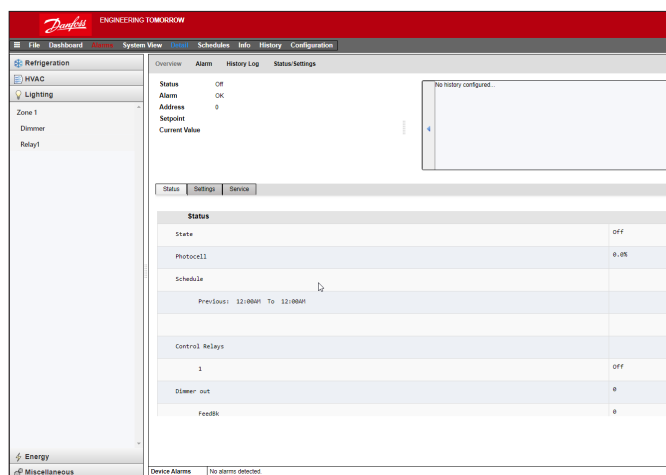 Danfoss
ENGINEERING TOMORROW
File Dashboard Alarms System View Detail Schedules Info History Configuration
Refrigeration
HVAC
Lighting
Zone 1
Dimmer
Relay1
Energy
Miscellaneous
Overview Alarm History Log Status/Settings
Status Off
Alarm OK
Address 0
Setpoint
Current Value
No history configured...
Status Settings Service
Status
State Off
Photocell 0.0%
Schedule
Previous: 12:00AM To 12:00AM
Control Relays
1 Off
Dimmer out 0
FeedBk 0
Device Alarms No alarms detected.